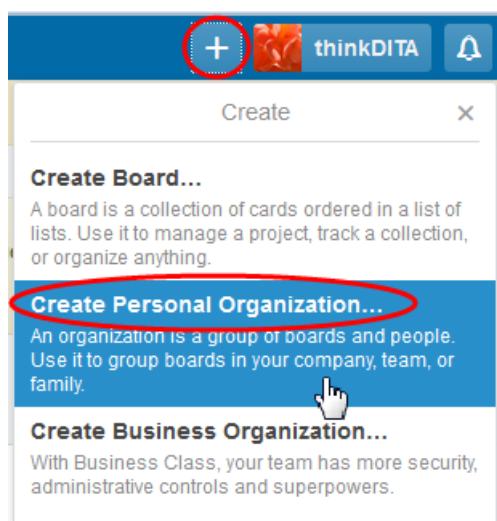 + thinkDITA
Create ×
Create Board...
A board is a collection of cards ordered in a list of
lists. Use it to manage a project, track a collection,
or organize anything.
Create Personal Organization...
An organization is a group of boards and people.
Use it to group boards in your company, team, or
family.
Create Business Organization...
With Business Class, your team has more security,
administrative controls and superpowers.